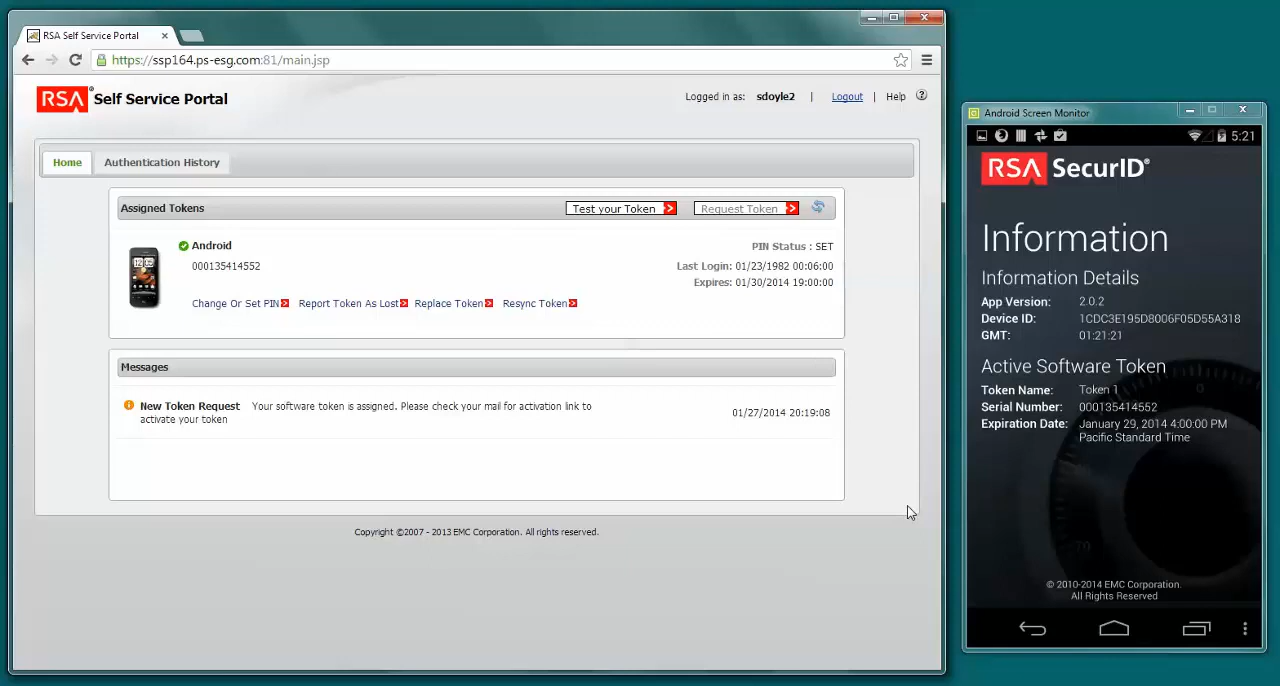 RSA Self Service Portal
https://ssp164.ps-esg.com:81/main.jsp
RSA® Self Service Portal
Logged in as: sdoyle2 | Logout | Help
Home
Authentication History
Assigned Tokens
Test your Token
Request Token
Android
000135414552
PIN Status : SET
Last Login: 01/23/1982 00:06:00
Expires: 01/30/2014 19:00:00
Change Or Set PIN
Report Token As Lost
Replace Token
Resync Token
Messages
New Token Request
Your software token is assigned. Please check your mail for activation link to
activate your token
01/27/2014 20:19:08
Copyright ©2007 - 2013 EMC Corporation. All rights reserved.
Android Screen Monitor
5:21
RSA SecurID®
Information
Information Details
App Version: 2.0.2
Device ID: 1CDC3E195D8006F05D55A318
GMT: 01:21:21
Active Software Token
Token Name: Token 1
Serial Number: 000135414552
Expiration Date: January 29, 2014 4:00:00 PM
Pacific Standard Time
© 2010-2014 EMC Corporation.
All Rights Reserved